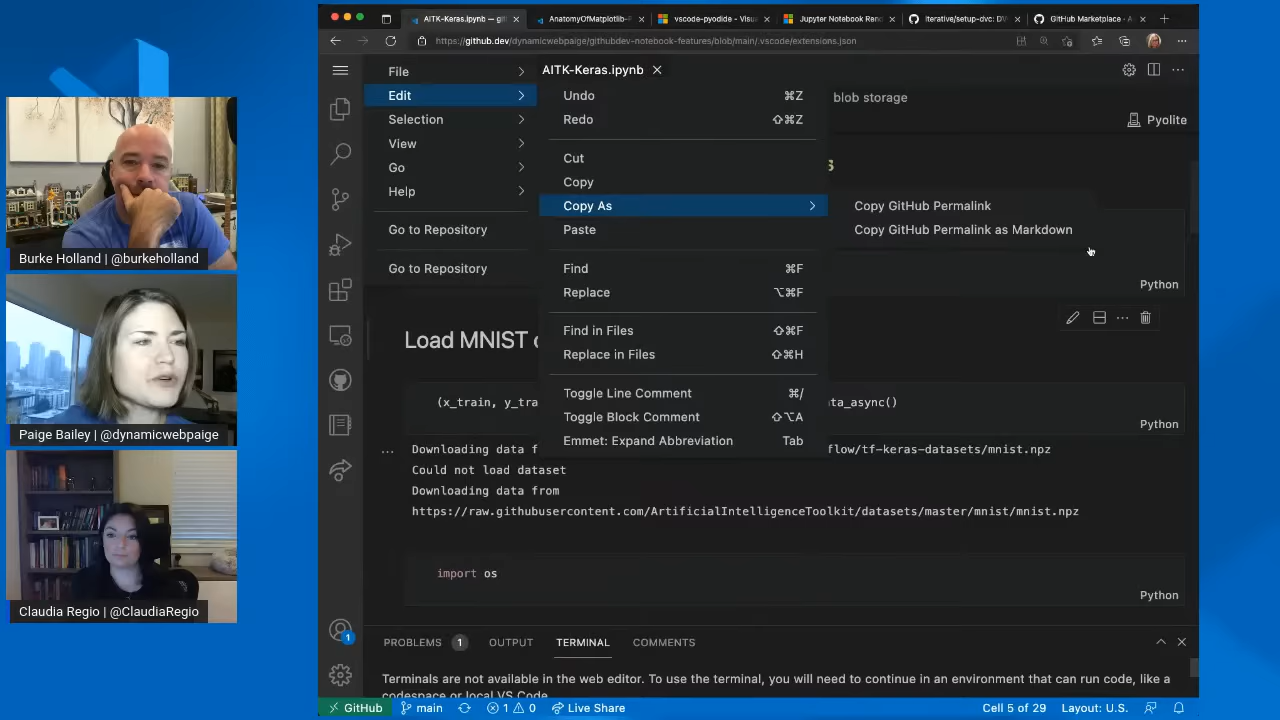 AITK-Keras.ipynb — git
AnatomyOfMatplotlib-P
vscode-pyodide - Visua
Jupyter Notebook Rend
iterative/setup-dvc: DV
GitHub Marketplace · A
https://github.dev/dynamicwebpaige/githubdev-notebook-features/blob/main/.vscode/extensions.json
File
AITK-Keras.ipynb
Edit
Undo ⌘Z
blob storage
Selection
Redo ⇧⌘Z
Pyolite
View
Cut
s
Go
Copy
Help
Copy As
Copy GitHub Permalink
Go to Repository
Paste
Copy GitHub Permalink as Markdown
Go to Repository
Find ⌘F
Python
Replace ⌥⌘F
Find in Files ⇧⌘F
Load MNIST
Replace in Files ⇧⌘H
Toggle Line Comment ⌘/
(x_train, y_tra
ta_async()
Toggle Block Comment ⇧⌥A
Python
Emmet: Expand Abbreviation Tab
Downloading data f
flow/tf-keras-datasets/mnist.npz
Could not load dataset
Downloading data from
https://raw.githubusercontent.com/ArtificialIntelligenceToolkit/datasets/master/mnist/mnist.npz
import os
Python
PROBLEMS 1 OUTPUT TERMINAL COMMENTS
Terminals are not available in the web editor. To use the terminal, you will need to continue in an environment that can run code, like a
codespace or local VS Code.
1
GitHub main 1 0 Live Share Cell 5 of 29 Layout: U.S.
Burke Holland | @burkeholland
Paige Bailey | @dynamicwebpaige
Claudia Regio | @ClaudiaRegio